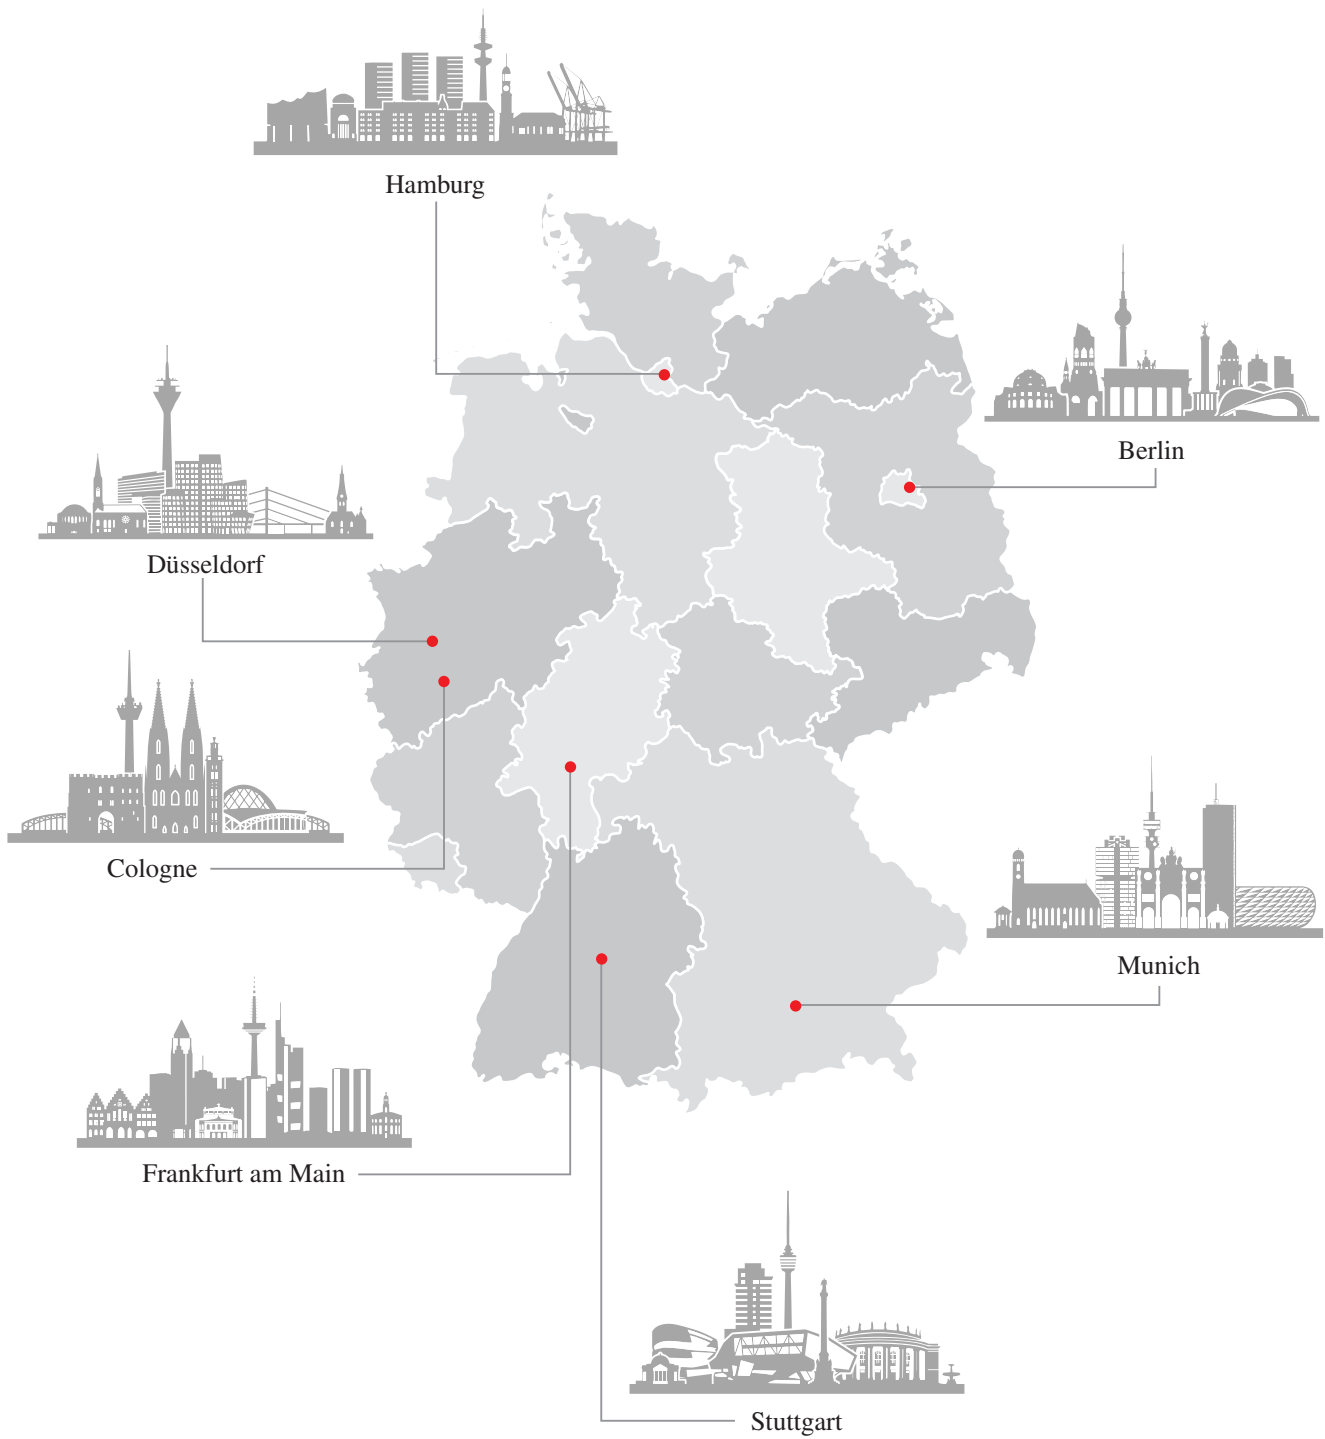 Hamburg
Berlin
Düsseldorf
Cologne
Munich
Frankfurt am Main
Stuttgart